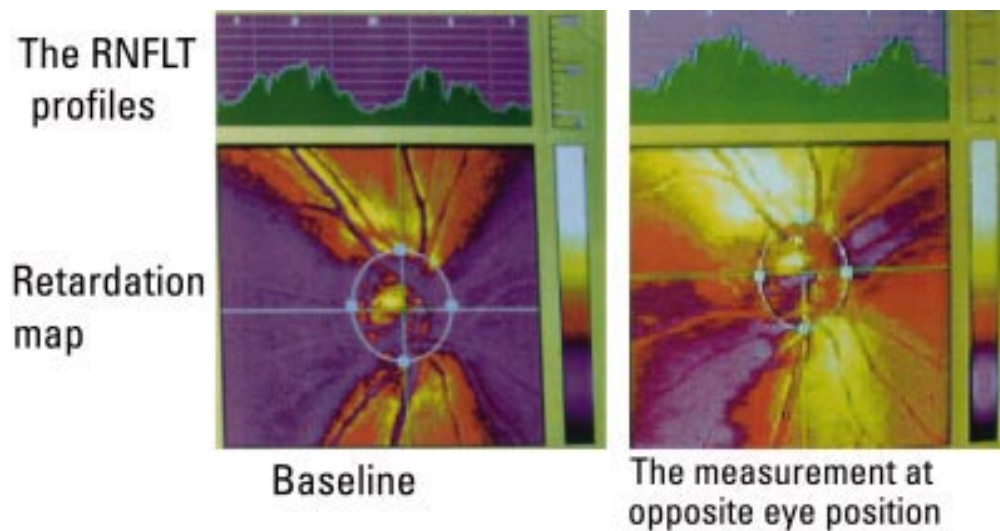 The RNFLT
profiles
Retardation
map
Baseline
The measurement at
opposite eye position